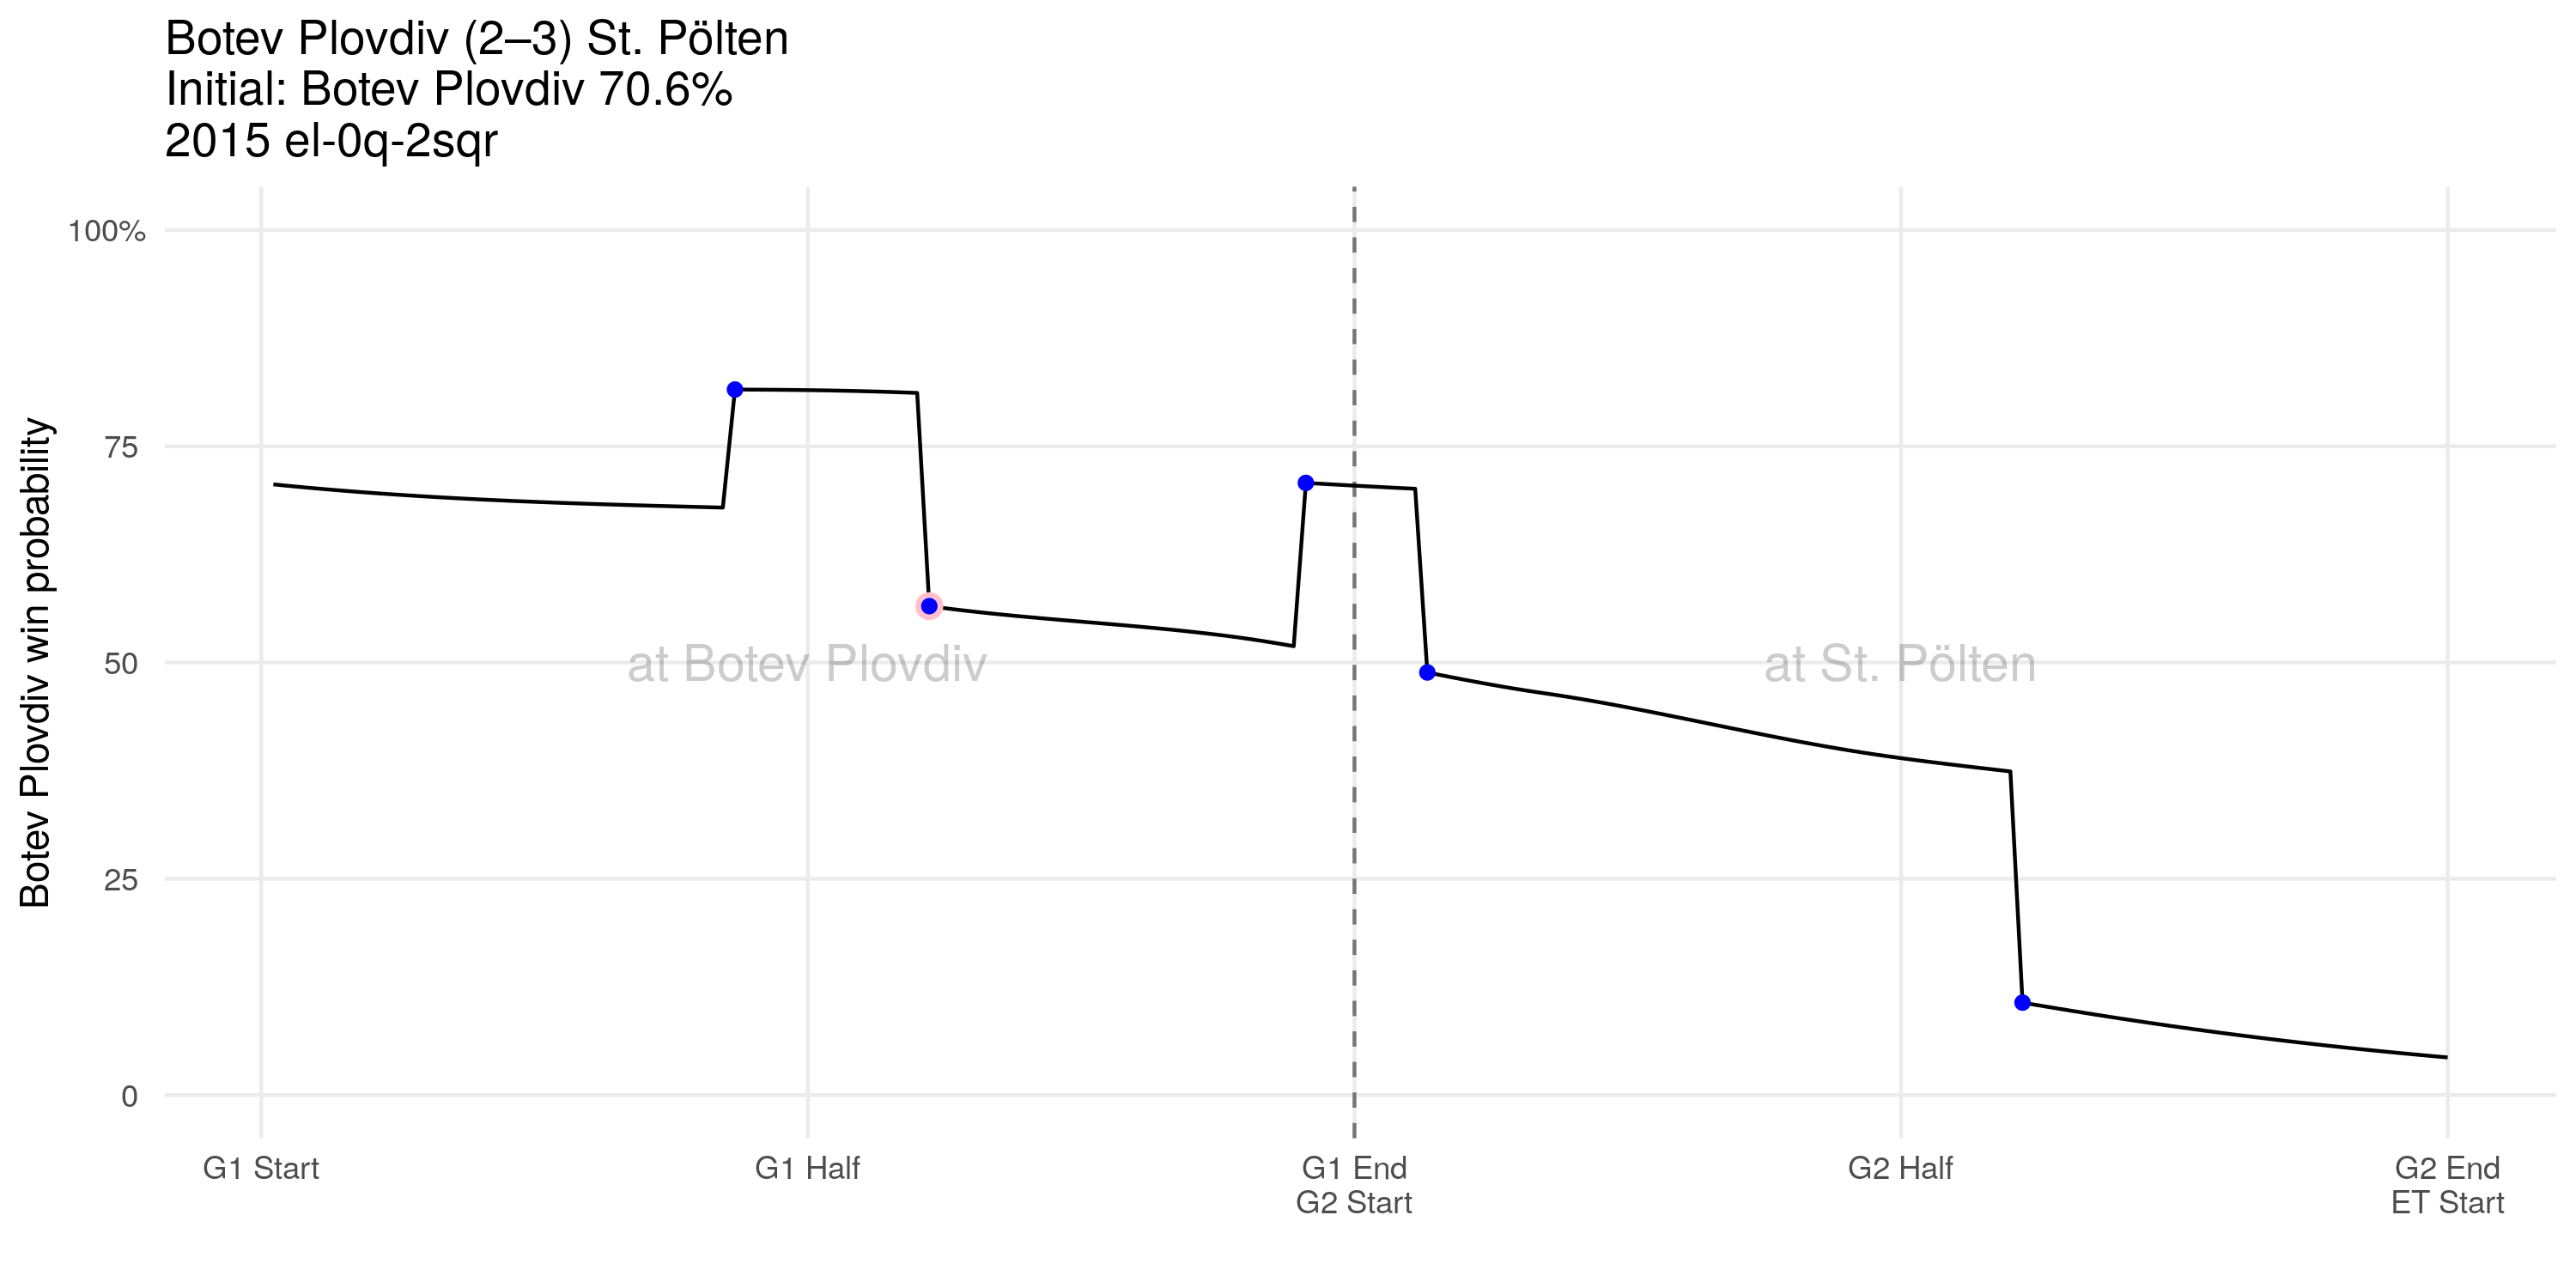 Botev Plovdiv (2–3) St. Pölten
Initial: Botev Plovdiv 70.6%
2015 el-0q-2sqr
Botev Plovdiv win probability
100%
75
50
25
0
at Botev Plovdiv
at St. Pölten
G1 Start
G1 Half
G1 End
G2 Start
G2 Half
G2 End
ET Start